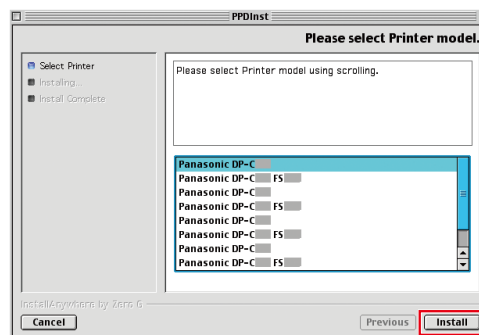 PPDInst
Please select Printer model.
Select Printer
Installing...
Install Complete
Please select Printer model using scrolling.
Panasonic DP-C
Panasonic DP-C FS
Panasonic DP-C
Panasonic DP-C FS
Panasonic DP-C
Panasonic DP-C FS
Panasonic DP-C
Panasonic DP-C FS
InstallAnywhere by Zero G
Cancel
Previous
Install